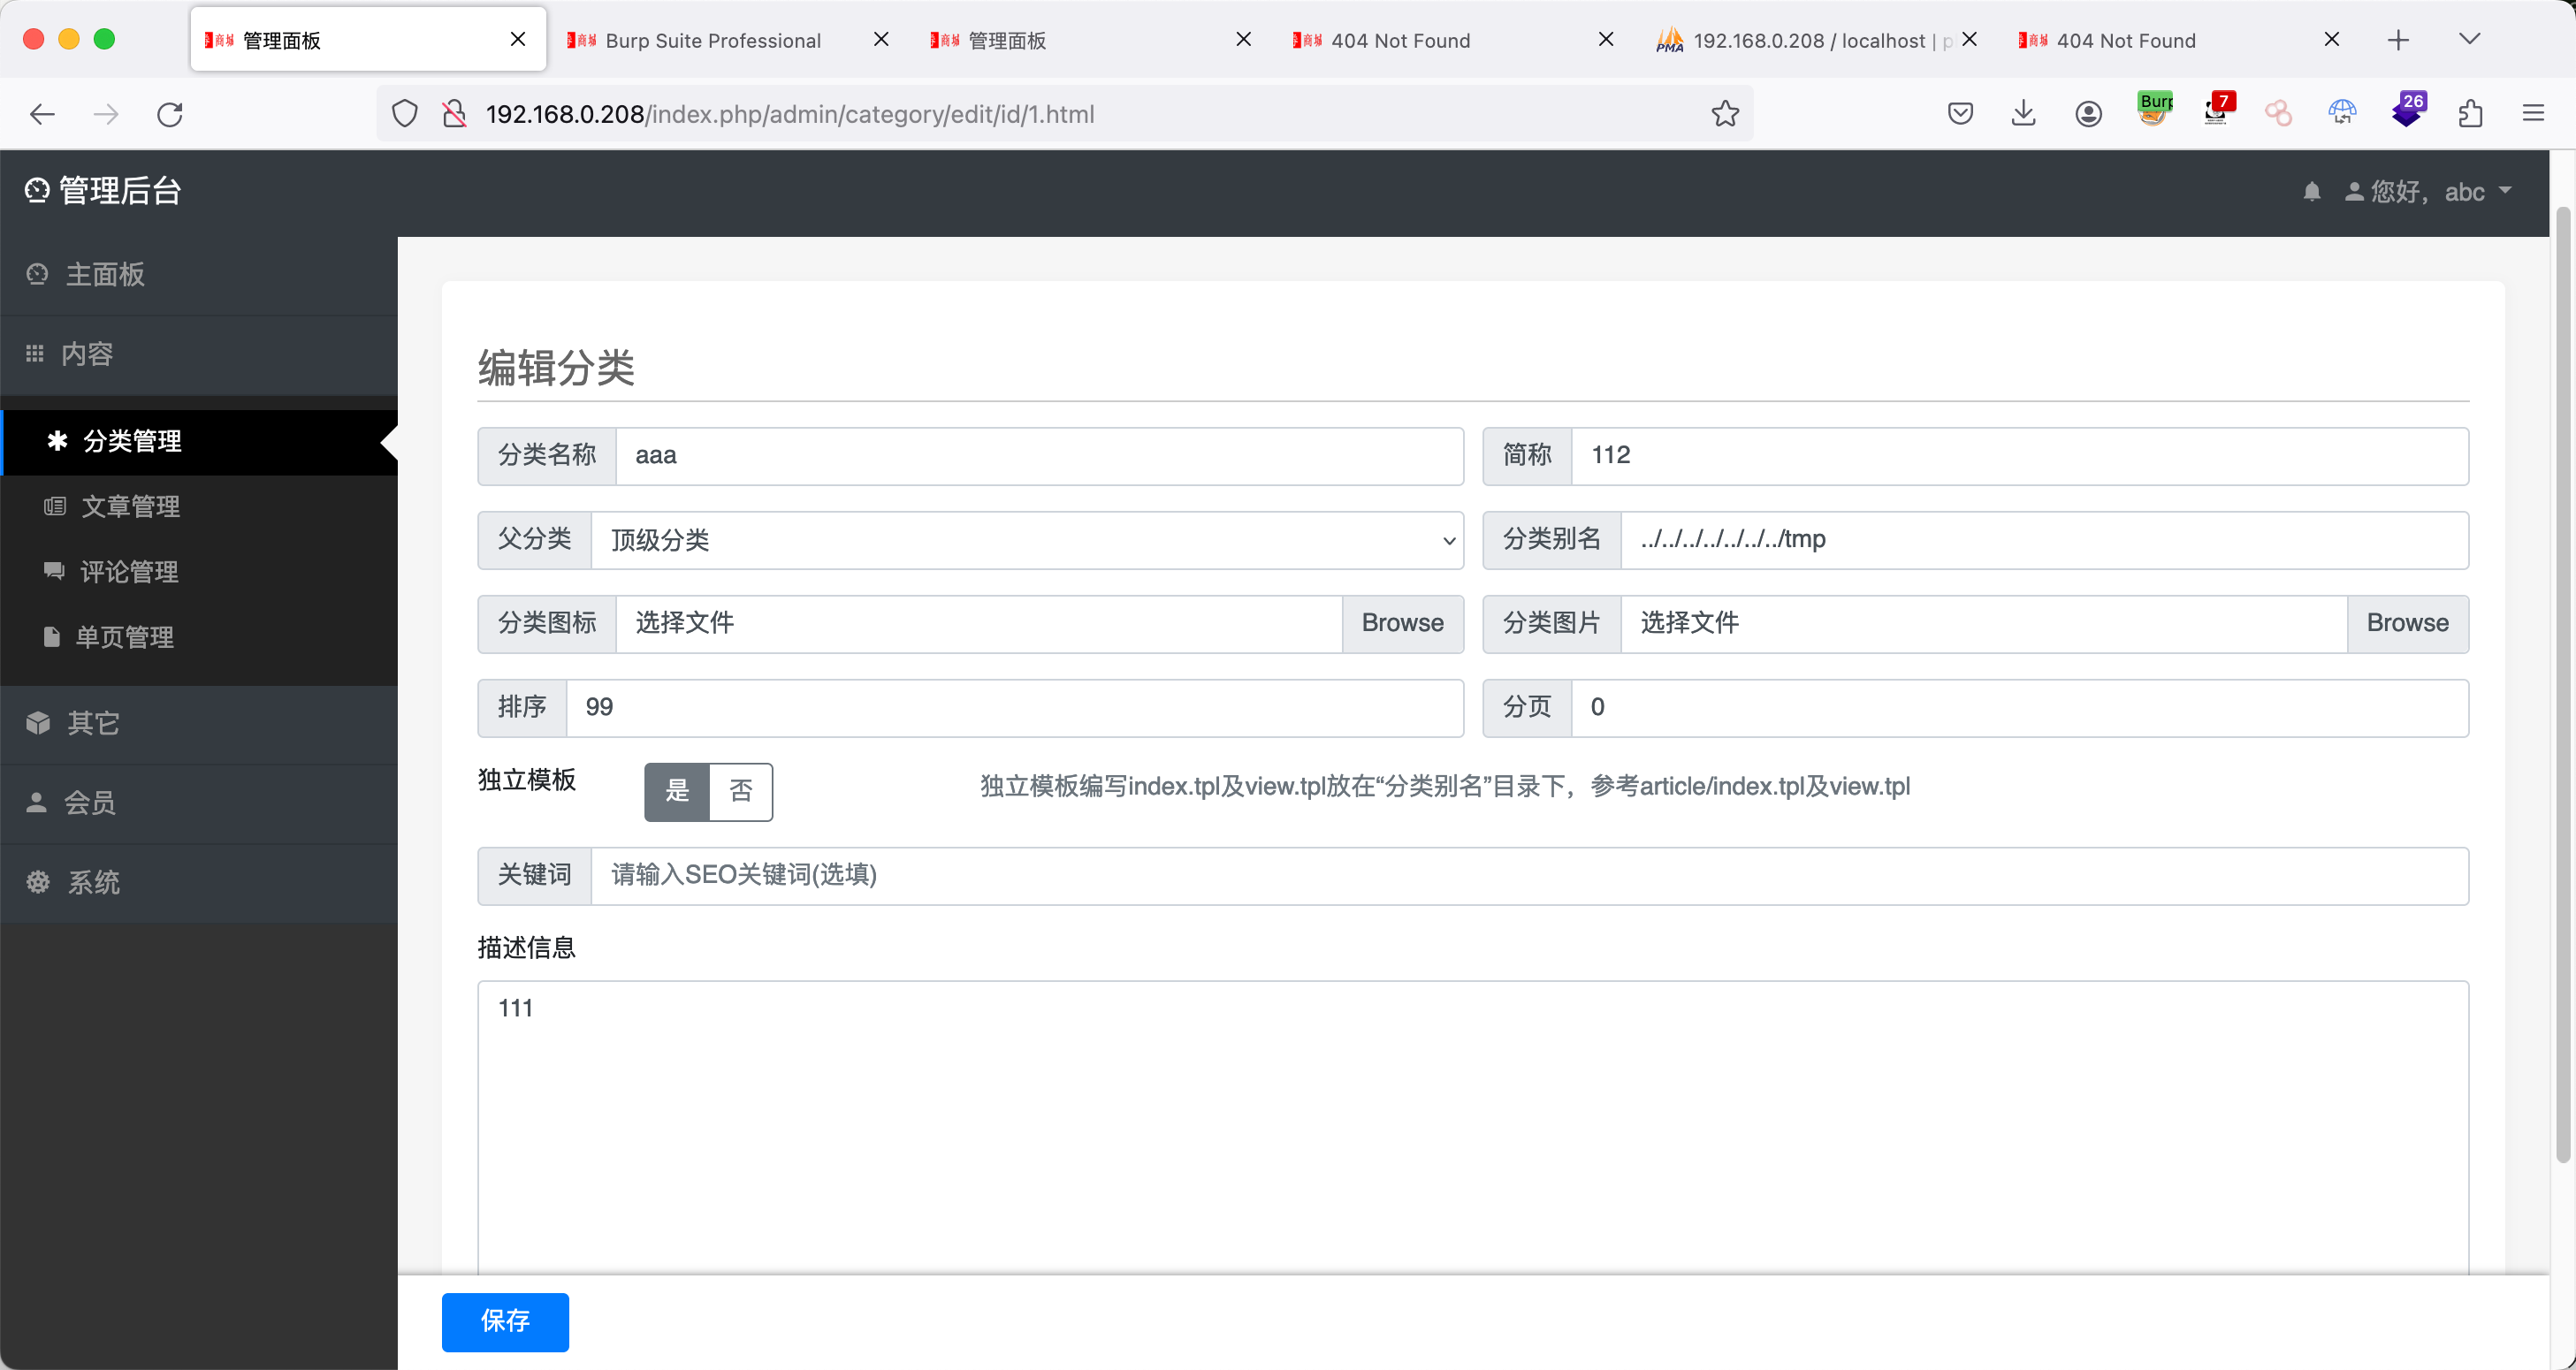 管理面板
Burp Suite Professional
管理面板
404 Not Found
192.168.0.208 / localhost | p
404 Not Found
192.168.0.208/index.php/admin/category/edit/id/1.html
Burp
7
26
管理后台
您好，abc
主面板
内容
分类管理
文章管理
评论管理
单页管理
其它
会员
系统
编辑分类
分类名称 aaa
简称 112
父分类 顶级分类
分类别名 ../../../../../../../tmp
分类图标 选择文件 Browse
分类图片 选择文件 Browse
排序 99
分页 0
独立模板 是 否 独立模板编写index.tpl及view.tpl放在“分类别名”目录下，参考article/index.tpl及view.tpl
关键词 请输入SEO关键词(选填)
描述信息
111
保存